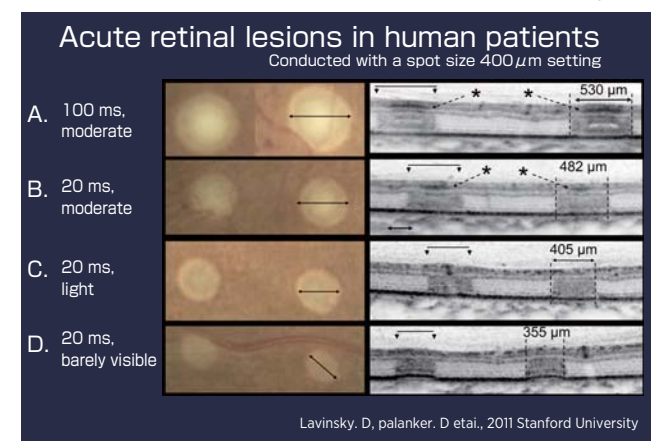 Acute retinal lesions in human patients
Conducted with a spot size 400μm setting
A. 100 ms,
moderate
* *
530 μm
B. 20 ms,
moderate
* *
482 μm
C. 20 ms,
light
405 μm
D. 20 ms,
barely visible
355 μm
Lavinsky. D, palanker. D etai., 2011 Stanford University